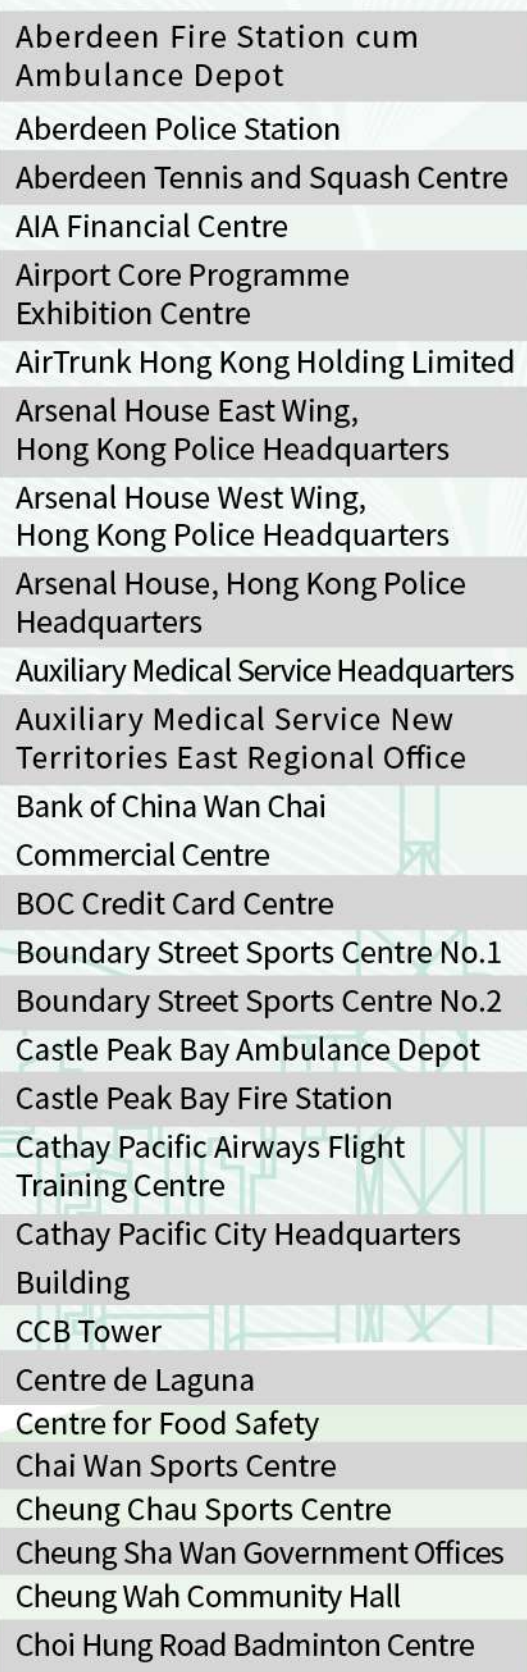 Aberdeen Fire Station cum
Ambulance Depot
Aberdeen Police Station
Aberdeen Tennis and Squash Centre
AIA Financial Centre
Airport Core Programme
Exhibition Centre
AirTrunk Hong Kong Holding Limited
Arsenal House East Wing,
Hong Kong Police Headquarters
Arsenal House West Wing,
Hong Kong Police Headquarters
Arsenal House, Hong Kong Police
Headquarters
Auxiliary Medical Service Headquarters
Auxiliary Medical Service New
Territories East Regional Office
Bank of China Wan Chai
Commercial Centre
BOC Credit Card Centre
Boundary Street Sports Centre No.1
Boundary Street Sports Centre No.2
Castle Peak Bay Ambulance Depot
Castle Peak Bay Fire Station
Cathay Pacific Airways Flight
Training Centre
Cathay Pacific City Headquarters
Building
CCB Tower
Centre de Laguna
Centre for Food Safety
Chai Wan Sports Centre
Cheung Chau Sports Centre
Cheung Sha Wan Government Offices
Cheung Wah Community Hall
Choi Hung Road Badminton Centre